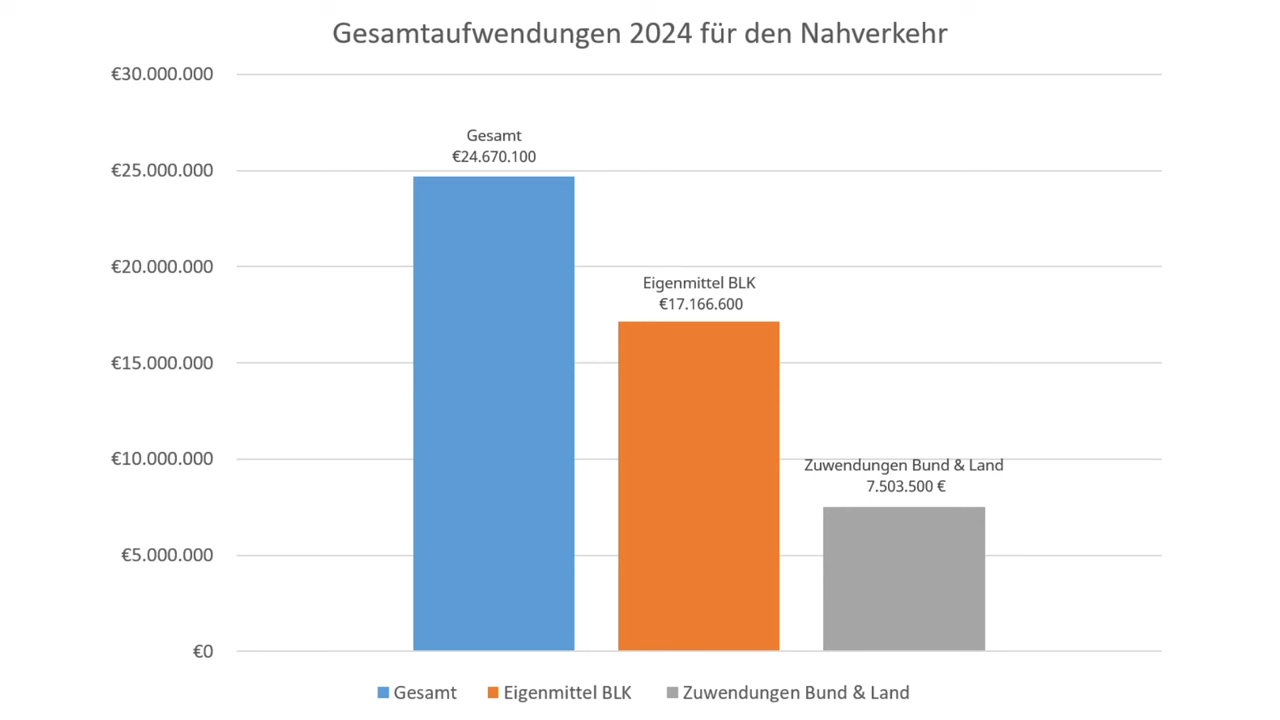 Gesamtaufwendungen 2024 für den Nahverkehr
€30.000.000
€25.000.000
€20.000.000
€15.000.000
€10.000.000
€5.000.000
€0
Gesamt
€24.670.100
Eigenmittel BLK
€17.166.600
Zuwendungen Bund & Land
7.503.500 €
Gesamt
Eigenmittel BLK
Zuwendungen Bund & Land